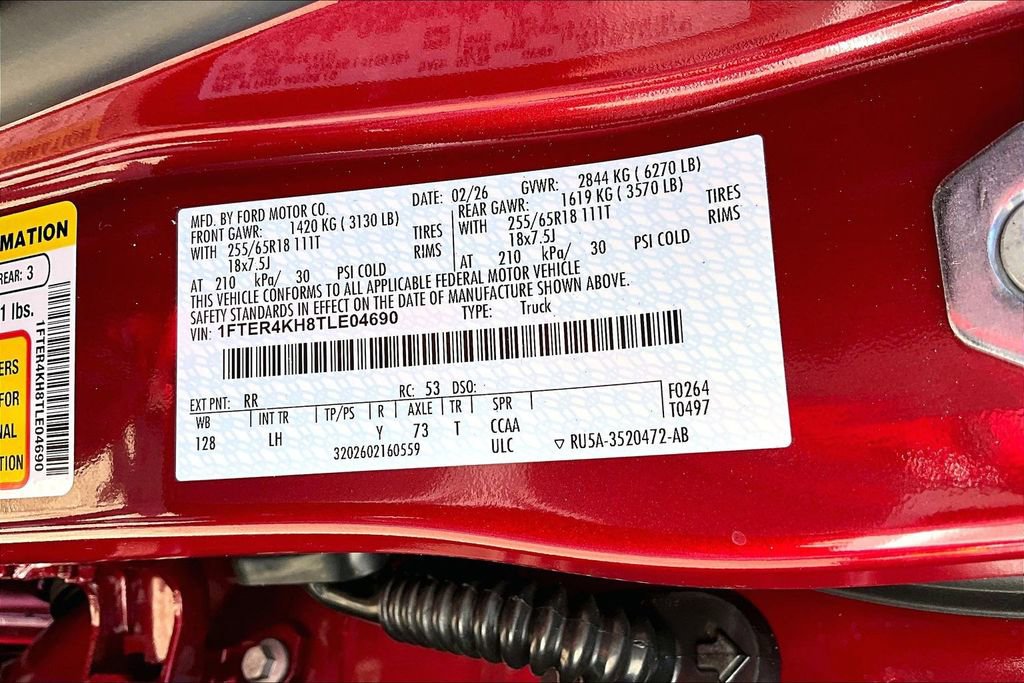 MATION
REAR: 3
1 lbs.
ERS
FOR
NAL
TION
1FTER4KH8TLE04690
MFD. BY FORD MOTOR CO. DATE: 02/26 GVWR: 2844 KG ( 6270 LB)
FRONT GAWR: 1420 KG ( 3130 LB) REAR GAWR: 1619 KG ( 3570 LB)
WITH 255/65R18 111T TIRES WITH 255/65R18 111T TIRES
18x7.5J RIMS 18x7.5J RIMS
AT 210 kPa/ 30 PSI COLD AT 210 kPa/ 30 PSI COLD
THIS VEHICLE CONFORMS TO ALL APPLICABLE FEDERAL MOTOR VEHICLE
SAFETY STANDARDS IN EFFECT ON THE DATE OF MANUFACTURE SHOWN ABOVE.
VIN: 1FTER4KH8TLE04690 TYPE: Truck
EXT PNT: RR RC: 53 DSO:
WB INT TR TP/PS R AXLE TR SPR F0264
128 LH Y 73 T CCAA T0497
3202602160559 ULC ▽ RU5A-3520472-AB